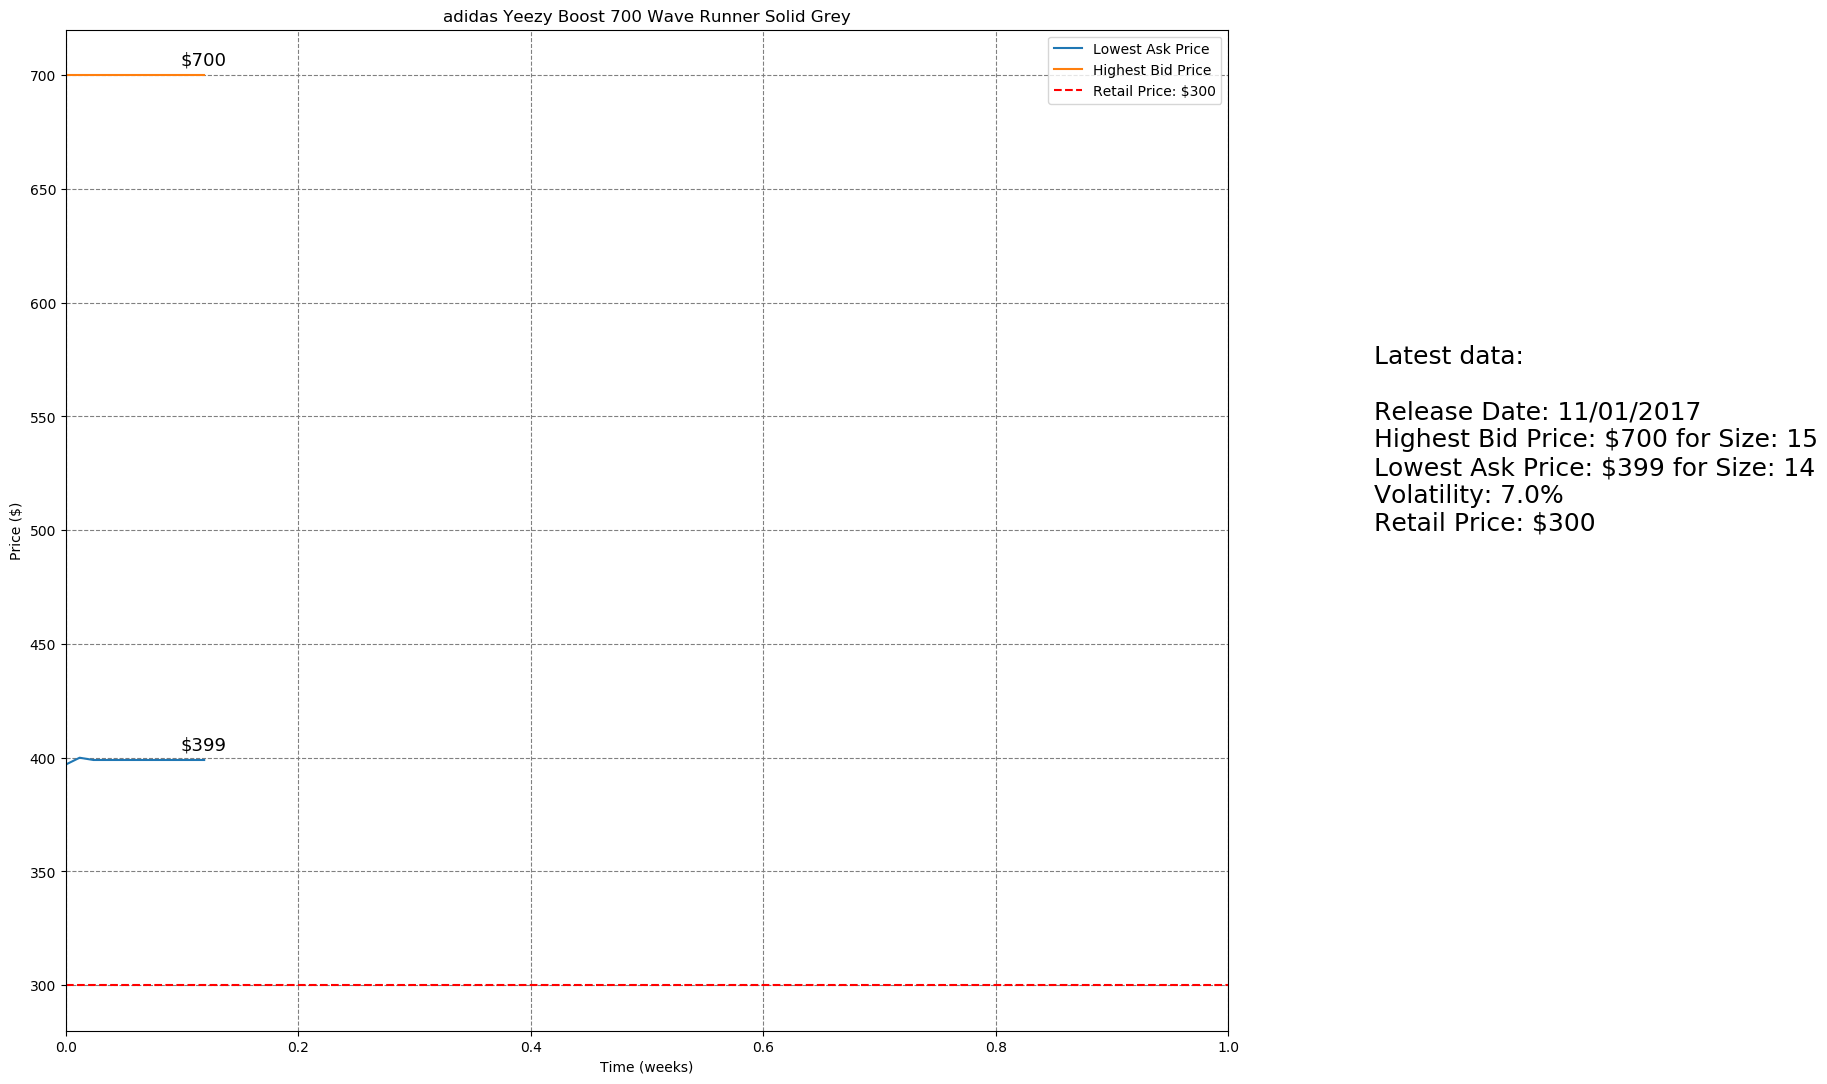 adidas Yeezy Boost 700 Wave Runner Solid Grey
$700
Lowest Ask Price
Highest Bid Price
Retail Price: $300
700
650
600
550
500
450
400
350
300
Price ($)
$399
0.0
0.2
0.4
0.6
0.8
1.0
Time (weeks)
Latest data:
Release Date: 11/01/2017
Highest Bid Price: $700 for Size: 15
Lowest Ask Price: $399 for Size: 14
Volatility: 7.0%
Retail Price: $300